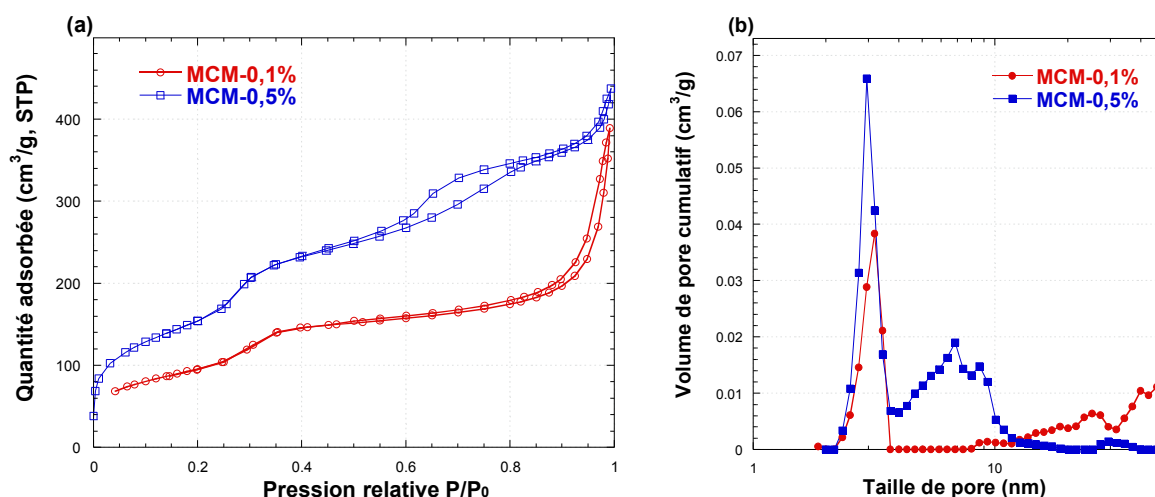 (a)
MCM-0,1%
MCM-0,5%
Quantité adsorbée (cm³/g, STP)
400
300
200
100
0
0
0.2
0.4
0.6
0.8
1
Pression relative P/P₀
(b)
MCM-0,1%
MCM-0,5%
Volume de pore cumulatif (cm³/g)
0.07
0.06
0.05
0.04
0.03
0.02
0.01
0
1
10
Taille de pore (nm)